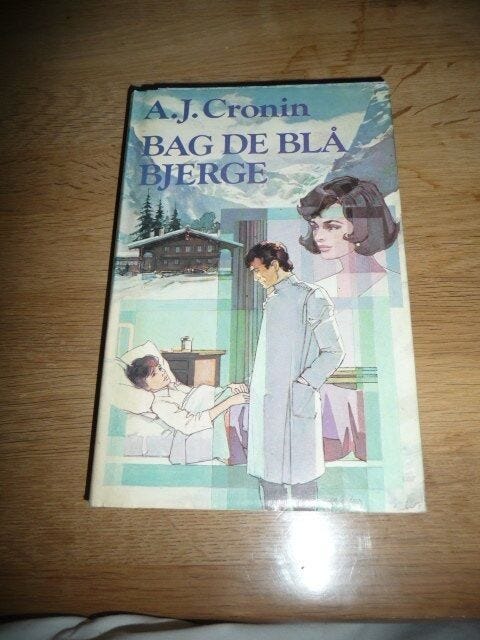 A.J. Cronin
BAG DE BLÅ
BJERGE